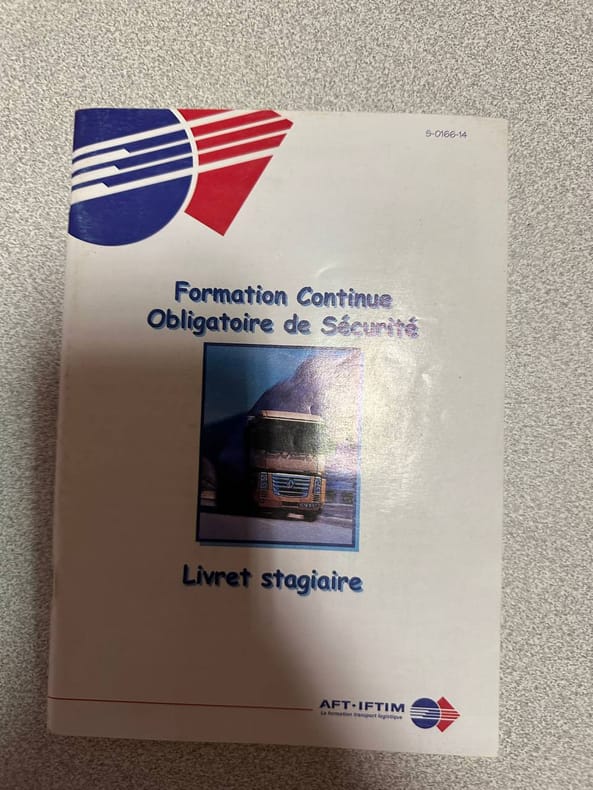 S-0166-14
Formation Continue
Obligatoire de Sécurité
Livret stagiaire
AFT-IFTIM
La formation transport logistique